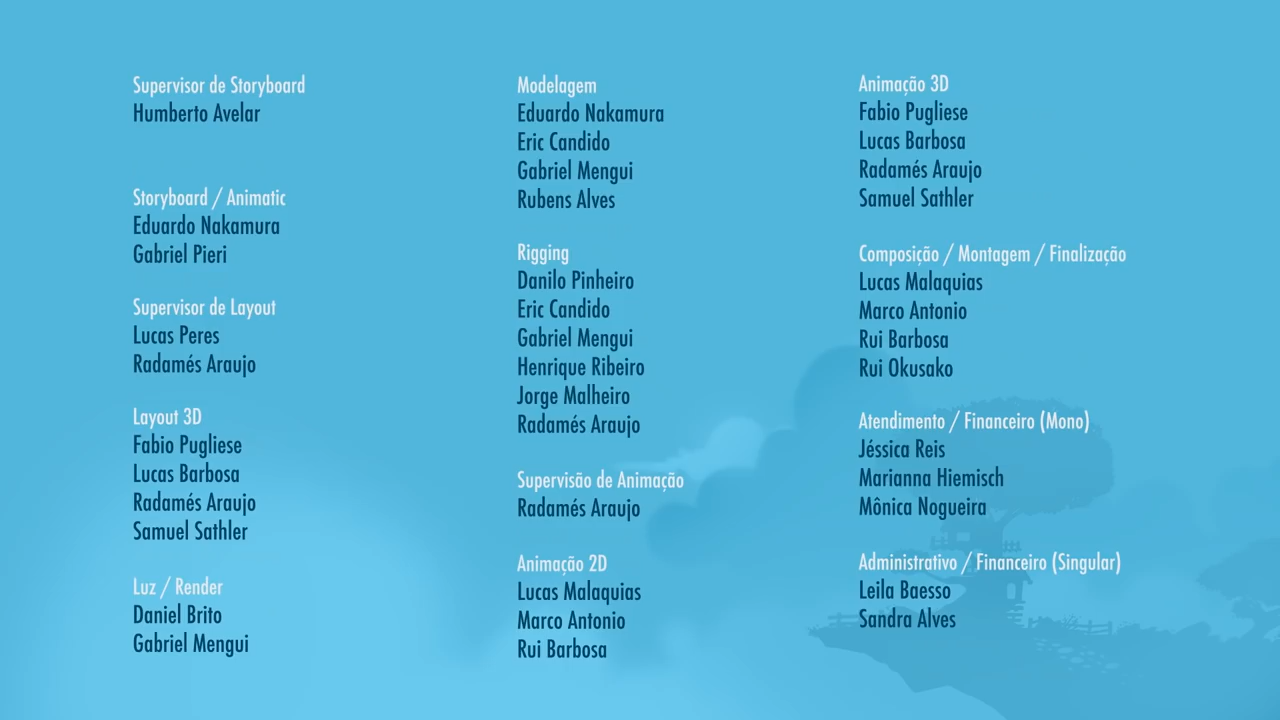 Supervisor de Storyboard
Humberto Avelar
Storyboard / Animatic
Eduardo Nakamura
Gabriel Pieri
Supervisor de Layout
Lucas Peres
Radamés Araujo
Layout 3D
Fabio Pugliese
Lucas Barbosa
Radamés Araujo
Samuel Sathler
Luz / Render
Daniel Brito
Gabriel Mengui
Modelagem
Eduardo Nakamura
Eric Candido
Gabriel Mengui
Rubens Alves
Rigging
Danilo Pinheiro
Eric Candido
Gabriel Mengui
Henrique Ribeiro
Jorge Malheiro
Radamés Araujo
Supervisão de Animação
Radamés Araujo
Animação 2D
Lucas Malaquias
Marco Antonio
Rui Barbosa
Animação 3D
Fabio Pugliese
Lucas Barbosa
Radamés Araujo
Samuel Sathler
Composição / Montagem / Finalização
Lucas Malaquias
Marco Antonio
Rui Barbosa
Rui Okusako
Atendimento / Financeiro (Mono)
Jéssica Reis
Marianna Hiemisch
Mônica Nogueira
Administrativo / Financeiro (Singular)
Leila Baesso
Sandra Alves